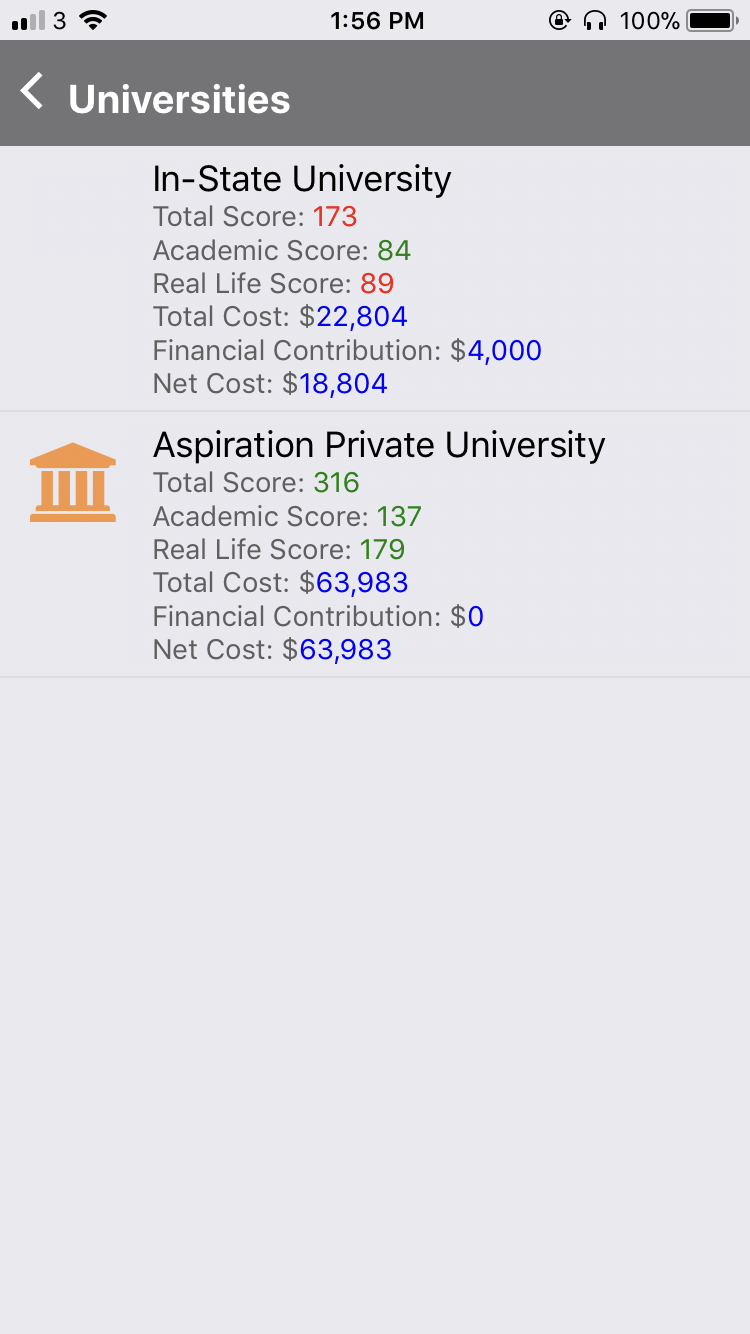 3 1:56 PM 100%
Universities
In-State University
Total Score: 173
Academic Score: 84
Real Life Score: 89
Total Cost: $22,804
Financial Contribution: $4,000
Net Cost: $18,804
Aspiration Private University
Total Score: 316
Academic Score: 137
Real Life Score: 179
Total Cost: $63,983
Financial Contribution: $0
Net Cost: $63,983